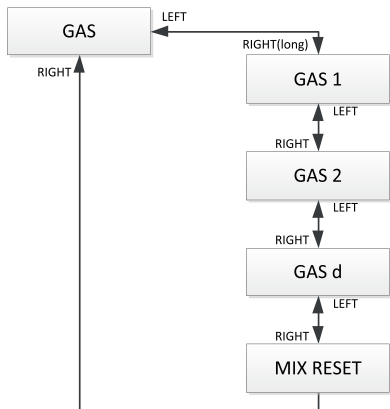 GAS
LEFT
RIGHT(long)
RIGHT
GAS 1
LEFT
RIGHT
GAS 2
LEFT
RIGHT
GAS d
LEFT
RIGHT
MIX RESET